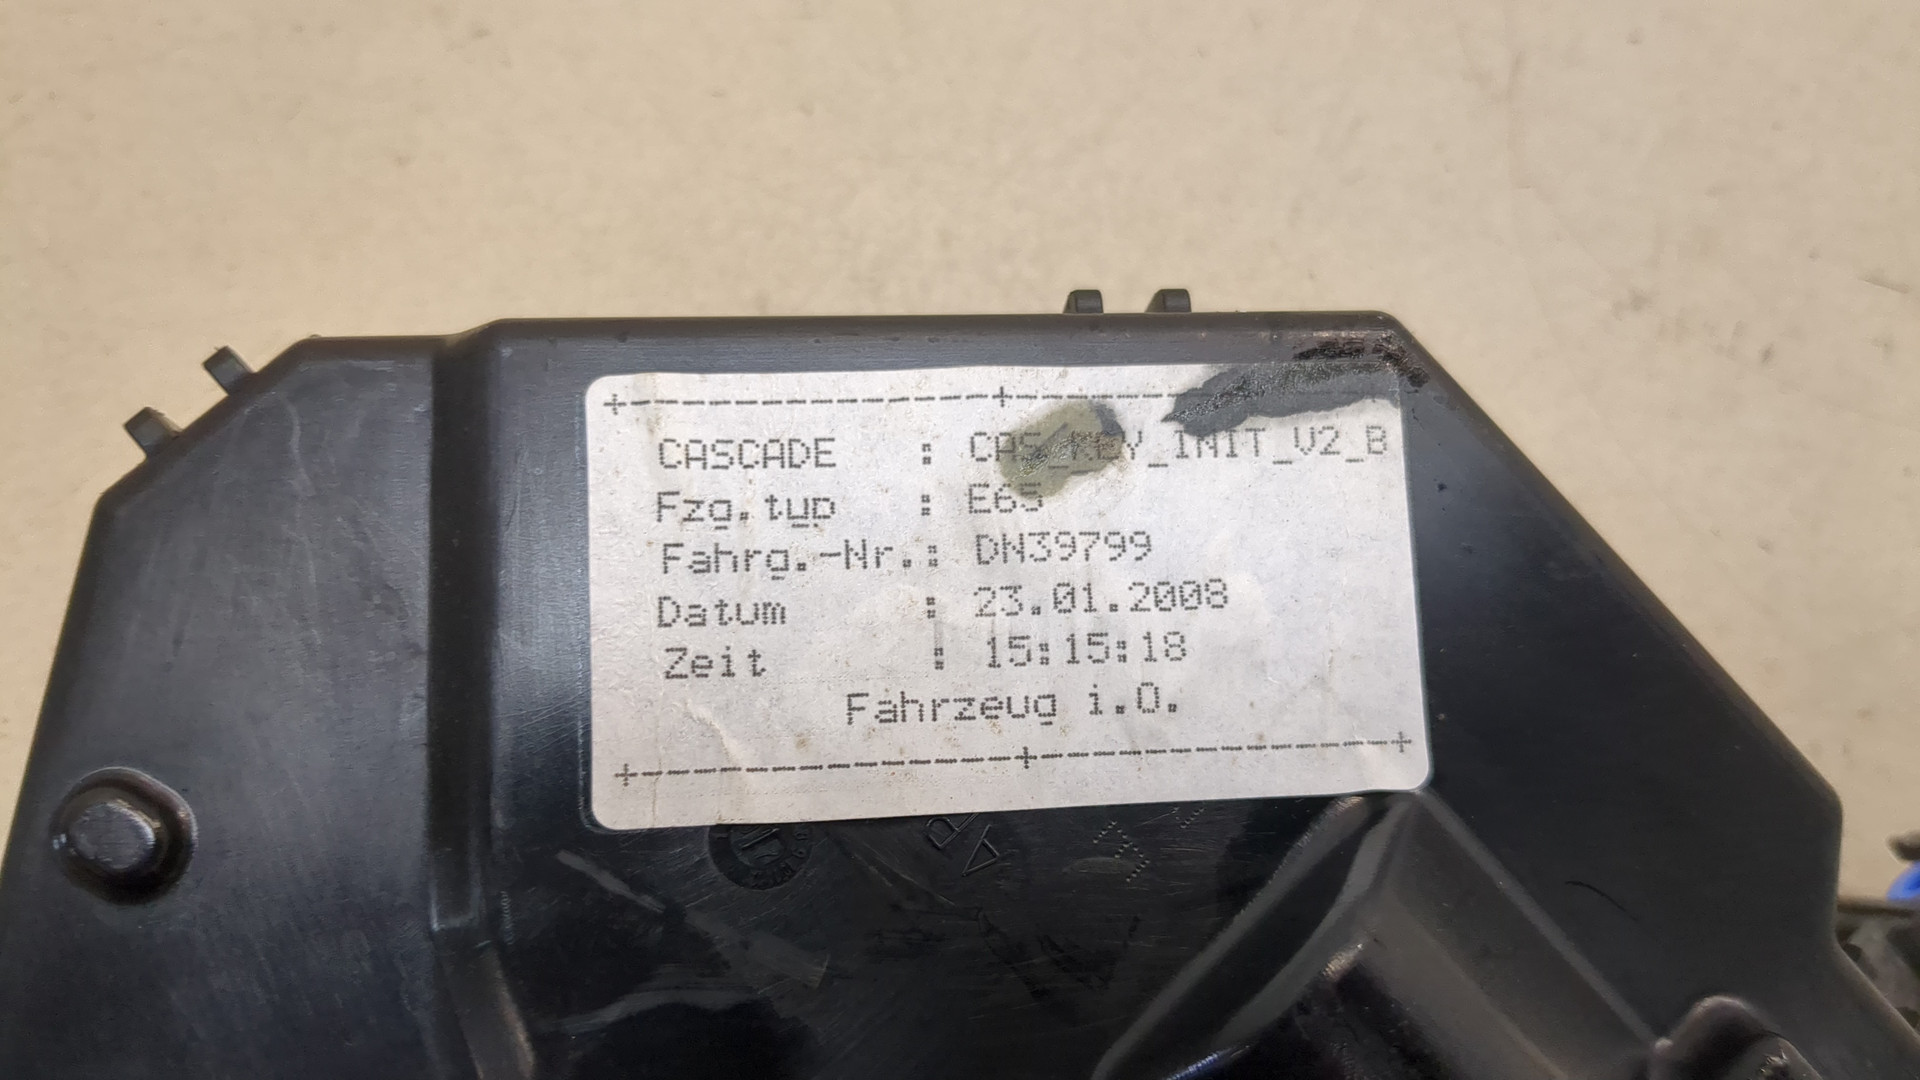 +--------------------+--------
CASCADE : CAS_KEY_INIT_V2_B
Fzg.typ : E65
Fahrg.-Nr.: DN39799
Datum : 23.01.2008
Zeit : 15:15:18
Fahrzeug i.O.
+--------------------+--------------------+